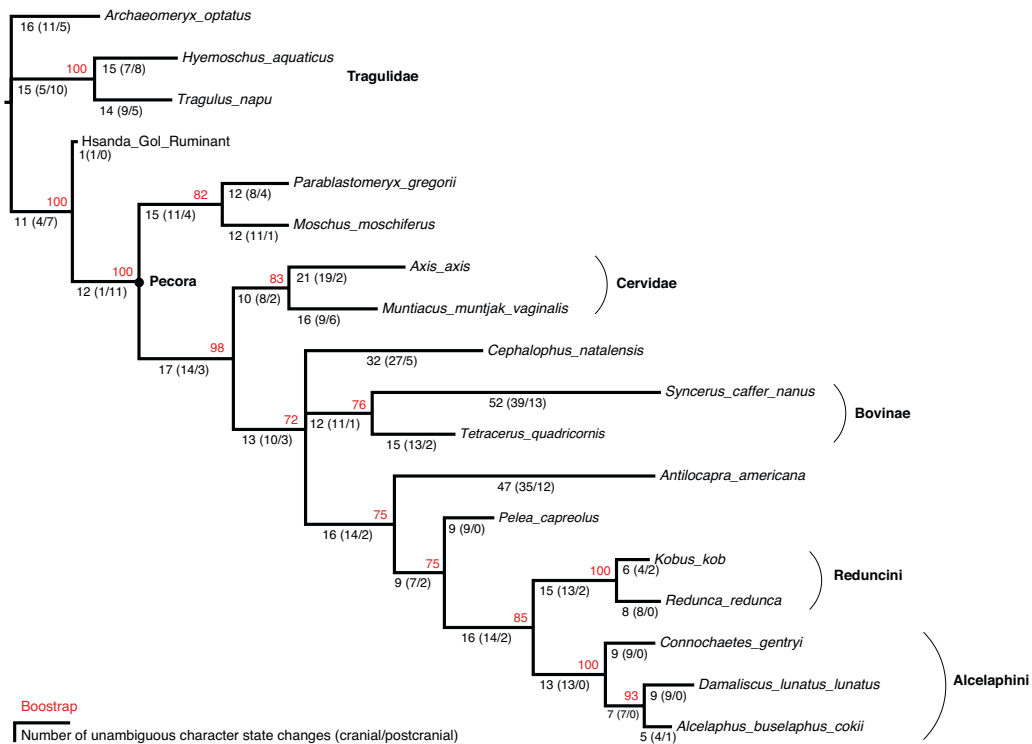 Archaeomeryx_optatus
16 (11/5)
Hyemoschus_aquaticus
100
15 (7/8)
Tragulidae
15 (5/10)
Tragulus_napu
14 (9/5)
Hsanda_Gol_Ruminant
1(1/0)
Parablastomeryx_gregorii
82
12 (8/4)
100
15 (11/4)
11 (4/7)
Moschus_moschiferus
12 (11/1)
Axis_axis
100
Pecora
83
21 (19/2)
Cervidae
12 (1/11)
10 (8/2)
Muntiacus_muntjak_vaginalis
16 (9/6)
98
Cephalophus_natalensis
17 (14/3)
32 (27/5)
Syncerus_caffer_nanus
76
52 (39/13)
Bovinae
72
12 (11/1)
13 (10/3)
Tetracerus_quadricornis
15 (13/2)
Antilocapra_americana
47 (35/12)
75
Pelea_capreolus
16 (14/2)
9 (9/0)
75
Kobus_kob
9 (7/2)
100
6 (4/2)
Reduncini
15 (13/2)
Redunca_redunca
85
8 (8/0)
16 (14/2)
Connochaetes_gentryi
100
9 (9/0)
13 (13/0)
Alcelaphini
Damaliscus_lunatus_lunatus
93
9 (9/0)
7 (7/0)
Alcelaphus_buselaphus_cokii
5 (4/1)
Boostrap
Number of unambiguous character state changes (cranial/postcranial)